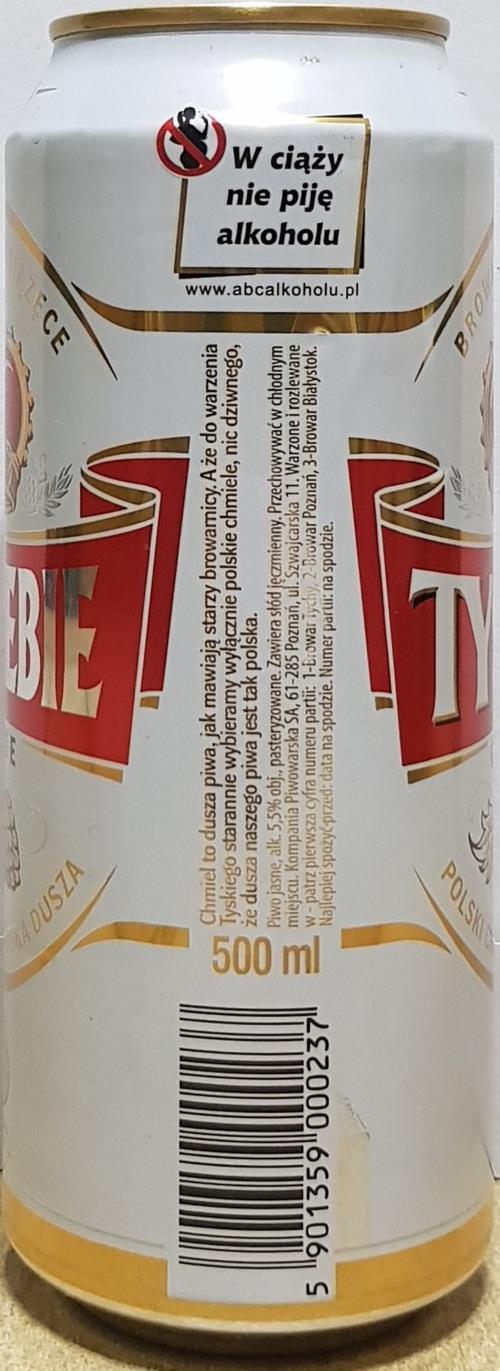 W ciąży
nie piję
alkoholu
www.abcalkoholu.pl
BROW
EBIE
TY
E
DUSZA
POLSKI
Chmiel to dusza piwa, jak mawiają starzy browarnicy. A że do warzenia
Tyskiego starannie wybieramy wyłącznie polskie chmiele, nic dziwnego,
że dusza naszego piwa jest tak polska.
Piwo jasne, alk. 5,5% obj., pasteryzowane. Zawiera słód jęczmienny. Przechowywać w chłodnym
miejscu. Kompania Piwowarska SA, 61-285 Poznań, ul. Szwajcarska 11. Warzone i rozlewane
w - patrz pierwsza cyfra numeru partii: 1-Browar Tychy, 2-Browar Poznań, 3-Browar Białystok.
Najlepiej spożyć przed: data na spodzie. Numer partii: na spodzie.
500 ml
5 901359 000237